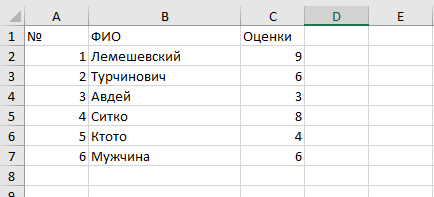 A B C D E
1 № ФИО Оценки
2 1 Лемешевский 9
3 2 Турчинович 6
4 3 Авдей 3
5 4 Ситко 8
6 5 Ктото 4
7 6 Мужчина 6
8
9